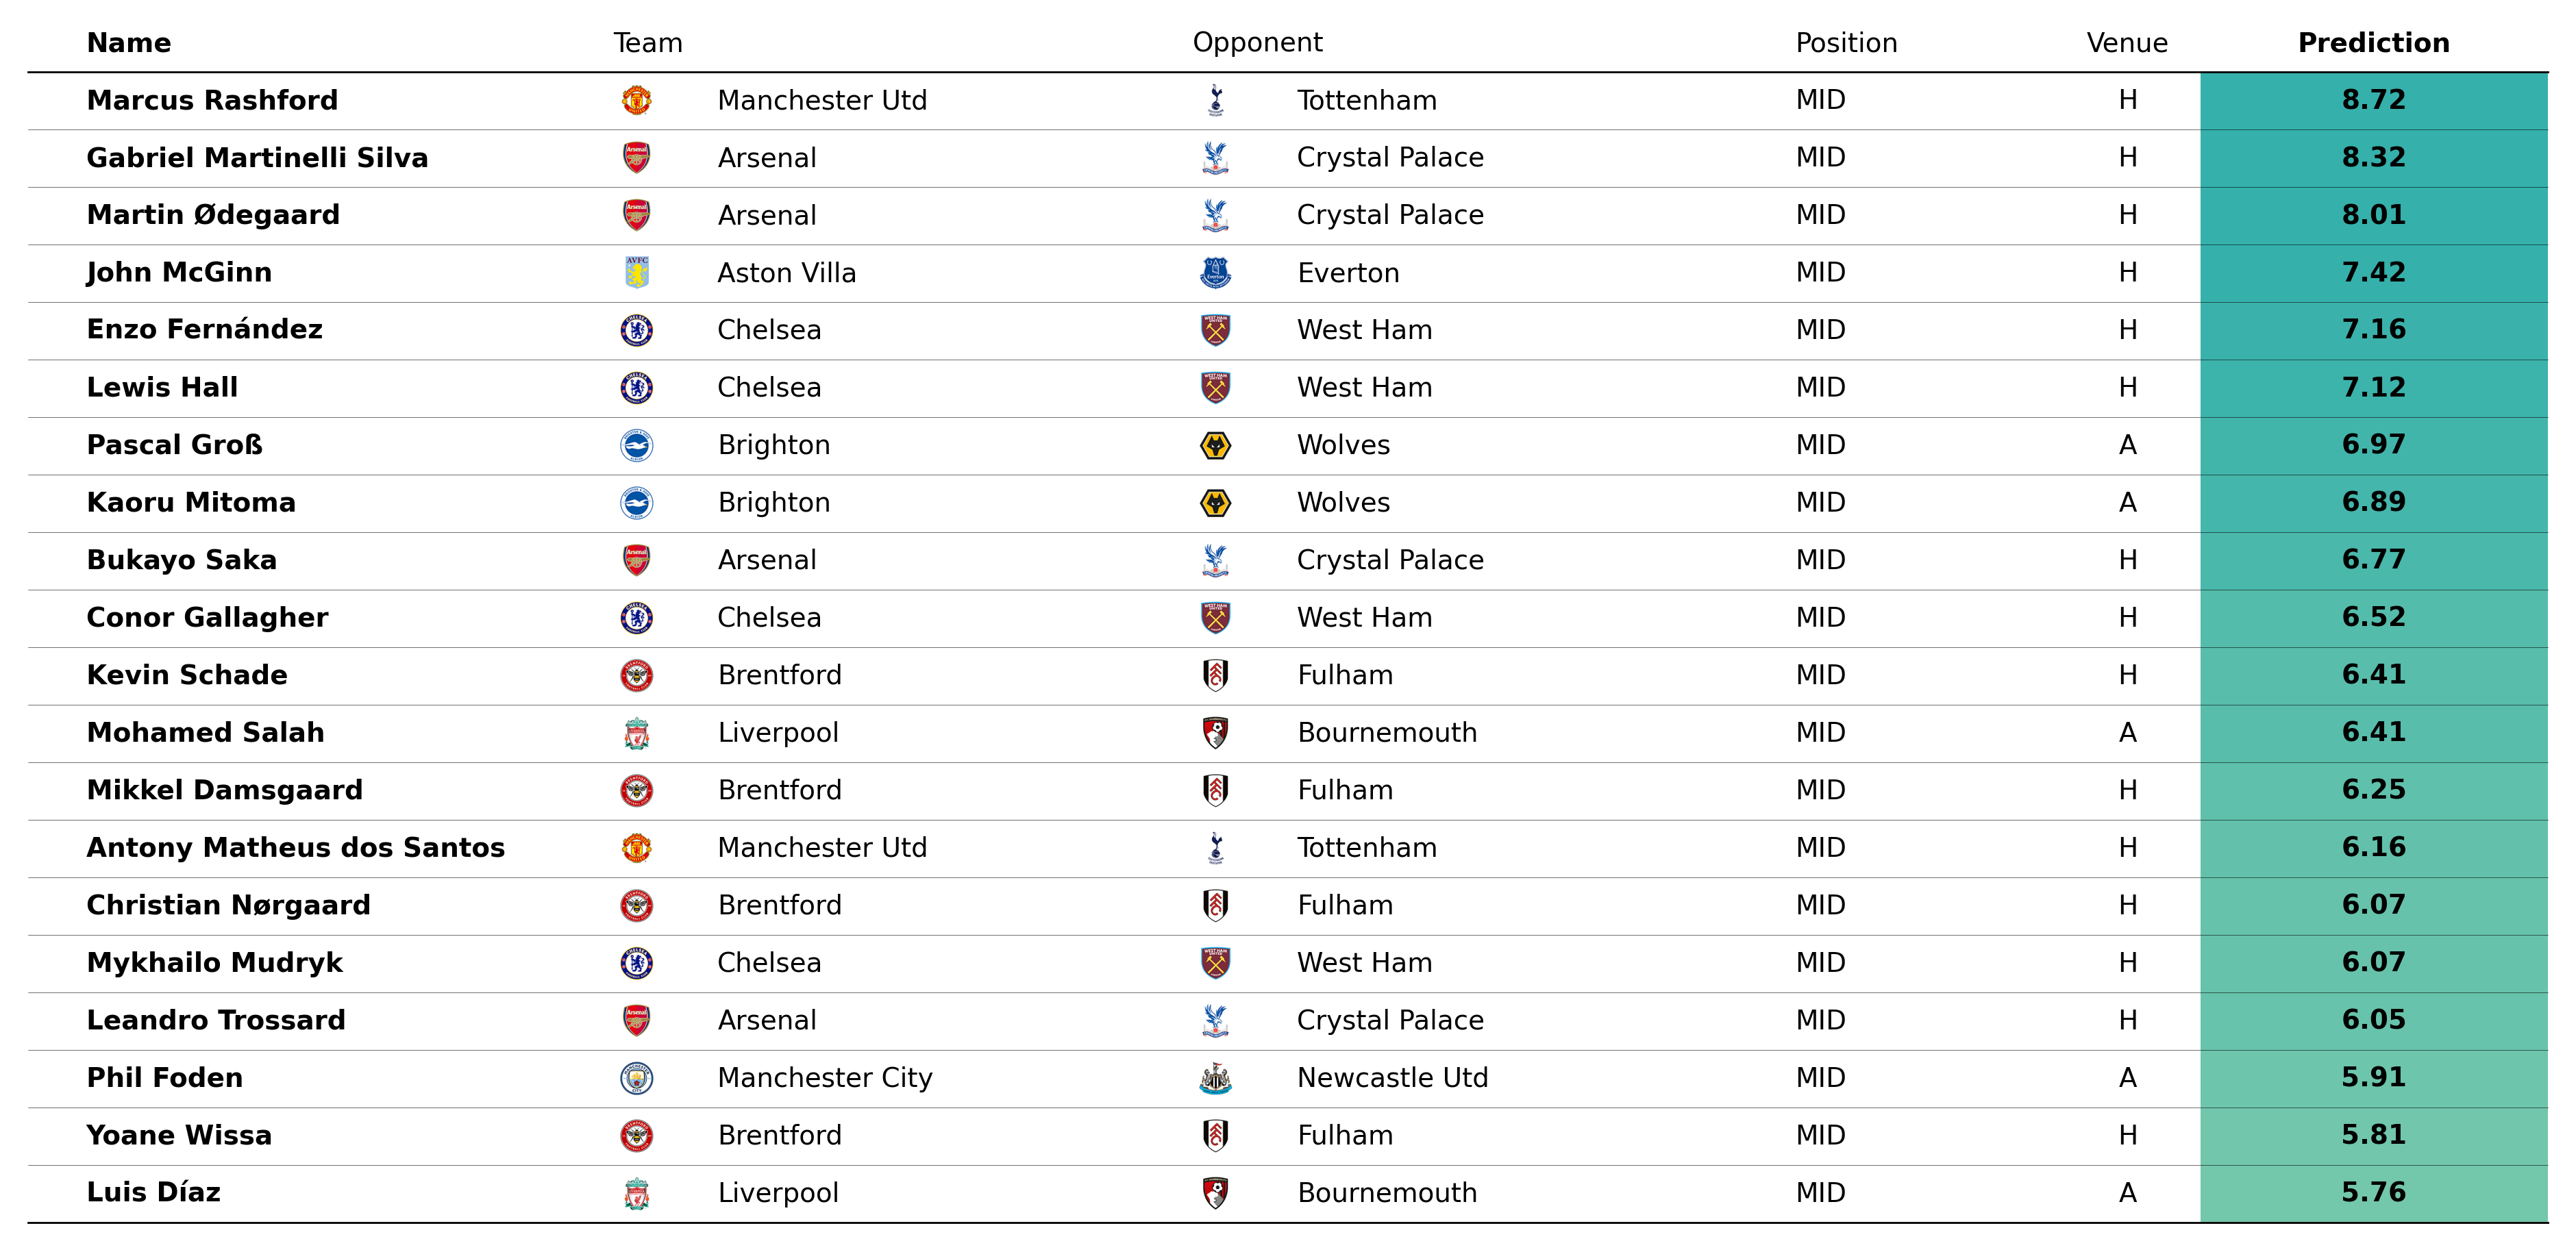 Name Team Opponent Position Venue Prediction
Marcus Rashford Manchester Utd Tottenham MID H 8.72
Gabriel Martinelli Silva Arsenal Crystal Palace MID H 8.32
Martin Ødegaard Arsenal Crystal Palace MID H 8.01
John McGinn Aston Villa Everton MID H 7.42
Enzo Fernández Chelsea West Ham MID H 7.16
Lewis Hall Chelsea West Ham MID H 7.12
Pascal Groß Brighton Wolves MID A 6.97
Kaoru Mitoma Brighton Wolves MID A 6.89
Bukayo Saka Arsenal Crystal Palace MID H 6.77
Conor Gallagher Chelsea West Ham MID H 6.52
Kevin Schade Brentford Fulham MID H 6.41
Mohamed Salah Liverpool Bournemouth MID A 6.41
Mikkel Damsgaard Brentford Fulham MID H 6.25
Antony Matheus dos Santos Manchester Utd Tottenham MID H 6.16
Christian Nørgaard Brentford Fulham MID H 6.07
Mykhailo Mudryk Chelsea West Ham MID H 6.07
Leandro Trossard Arsenal Crystal Palace MID H 6.05
Phil Foden Manchester City Newcastle Utd MID A 5.91
Yoane Wissa Brentford Fulham MID H 5.81
Luis Díaz Liverpool Bournemouth MID A 5.76